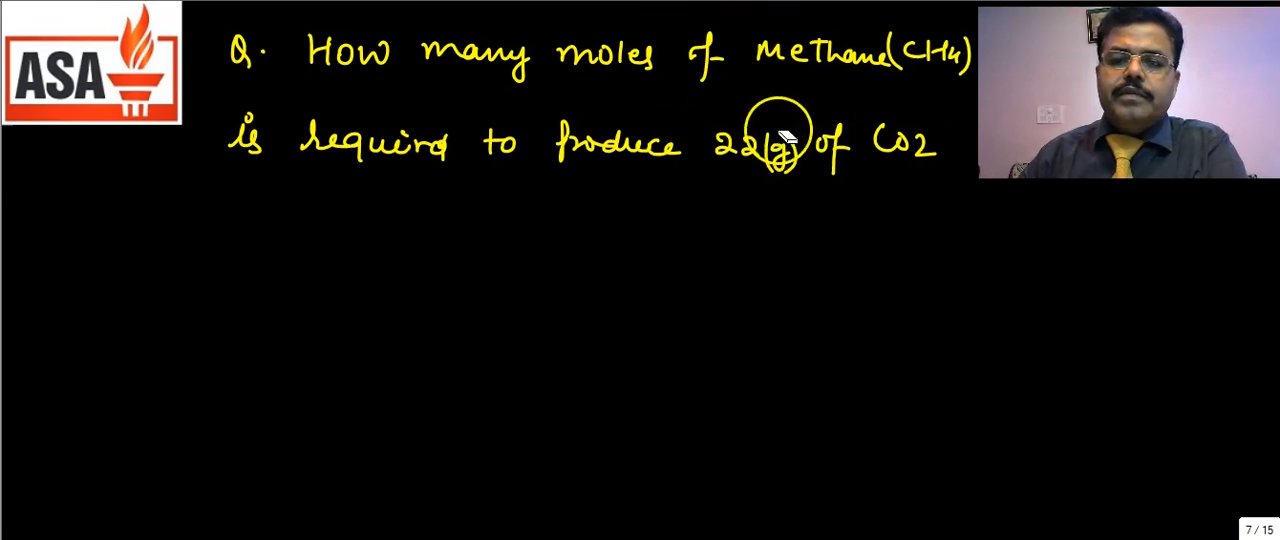 ASA
Q. How many moles of Methane (CH4)
is required to produce 22(g) of CO2
7 / 15